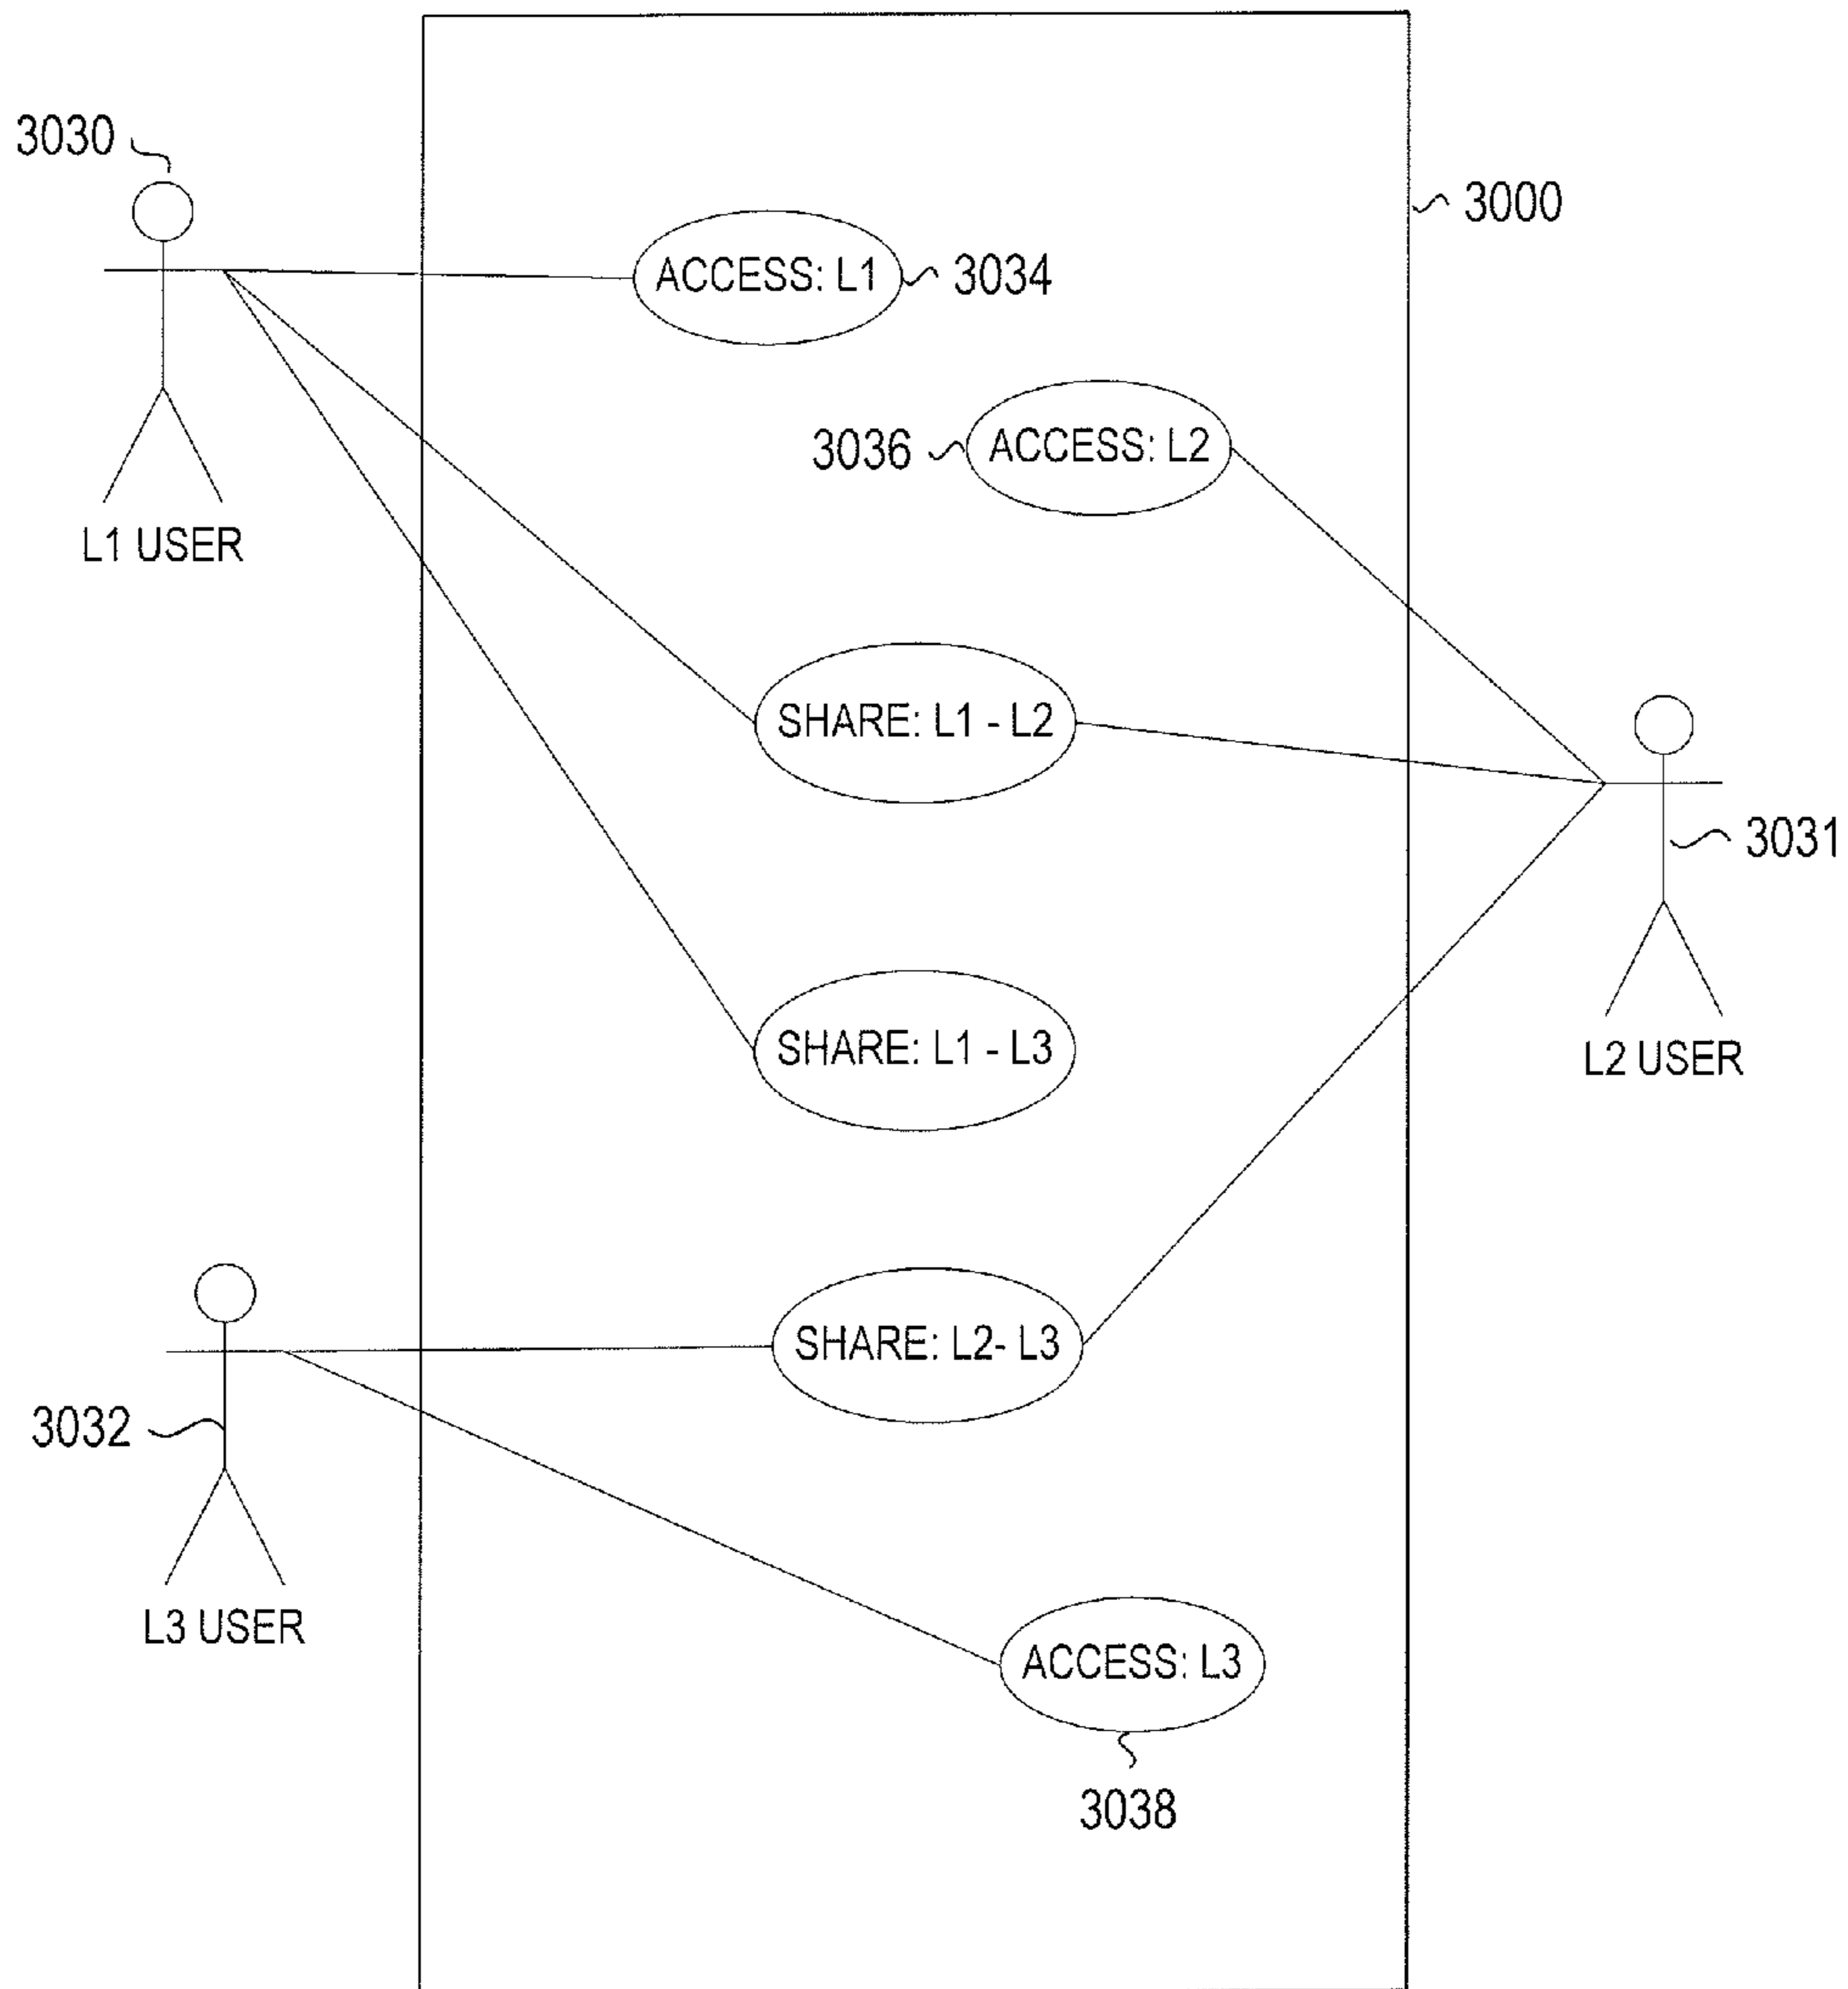 3030
3000
ACCESS: L1
3034
3036
ACCESS: L2
L1 USER
SHARE: L1 - L2
3031
SHARE: L1 - L3
L2 USER
SHARE: L2- L3
3032
L3 USER
ACCESS: L3
3038